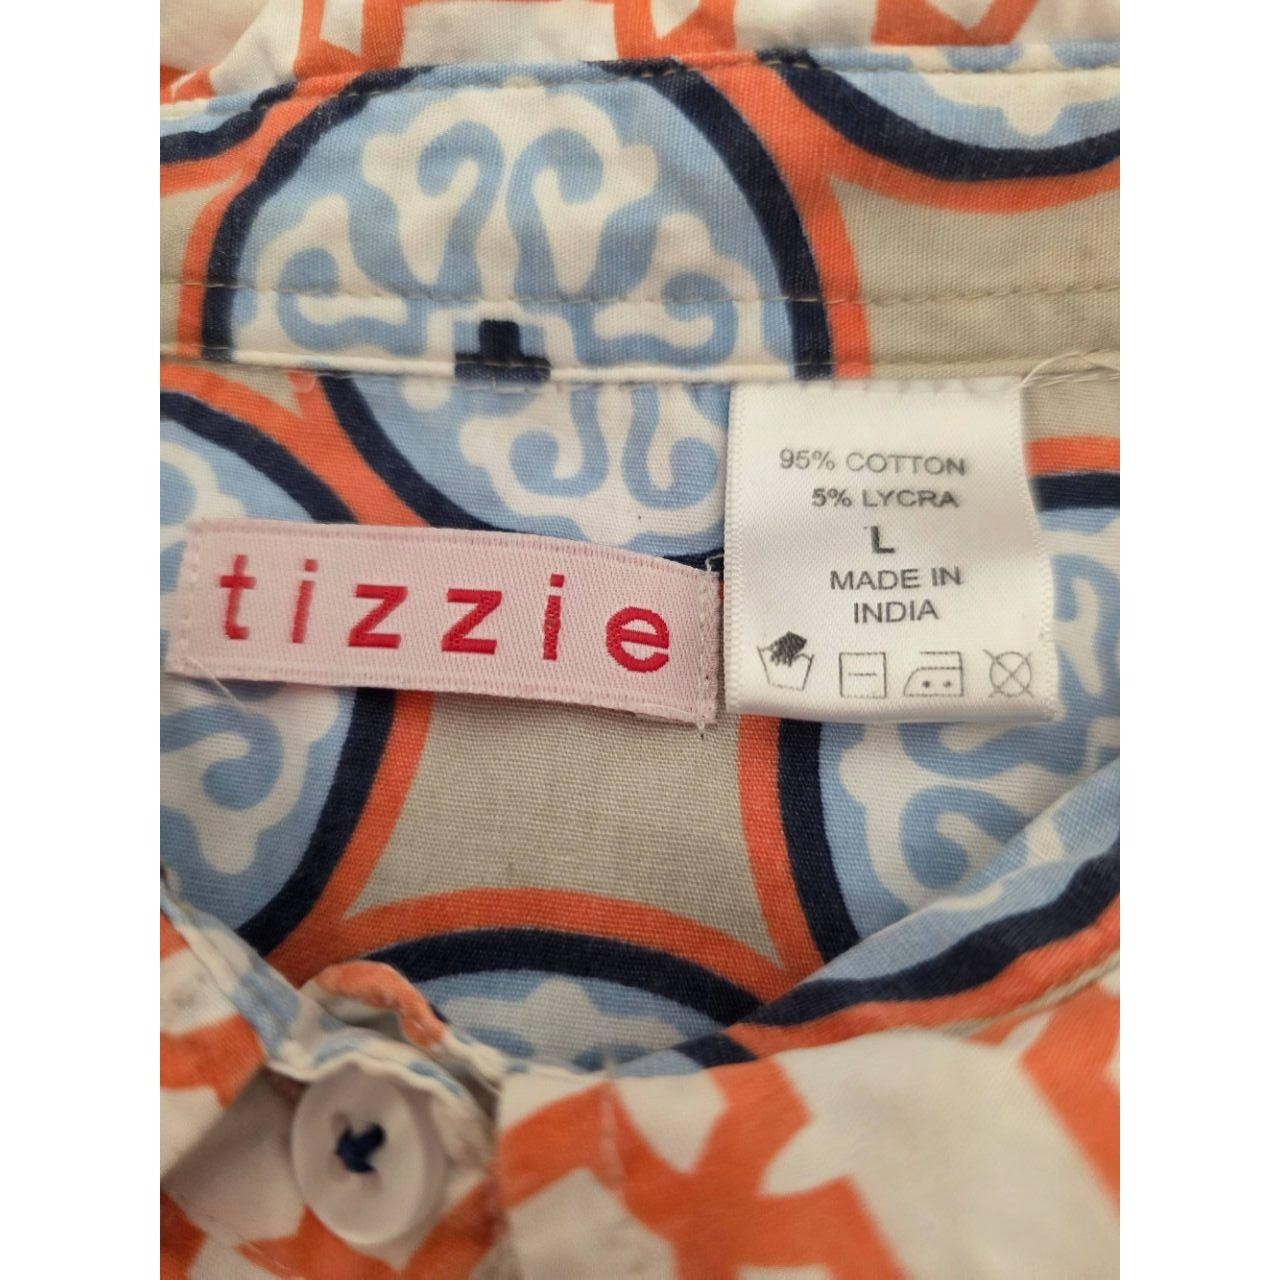 tizzie
95% COTTON
5% LYCRA
L
MADE IN
INDIA